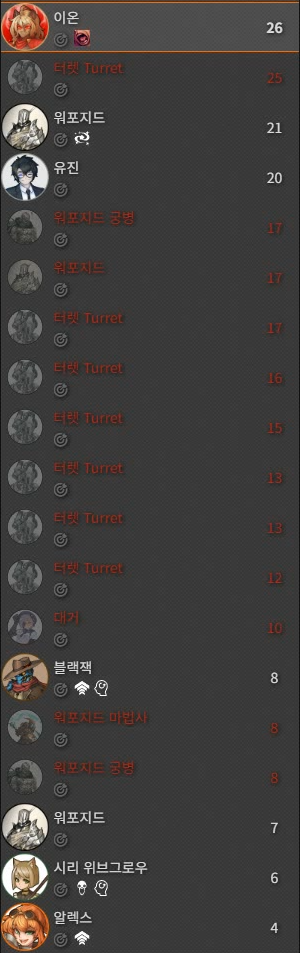 이온
26
터렛 Turret
25
워포지드
21
유진
20
워포지드 궁병
17
워포지드
17
터렛 Turret
17
터렛 Turret
16
터렛 Turret
15
터렛 Turret
13
터렛 Turret
13
터렛 Turret
12
대거
10
블랙잭
8
워포지드 마법사
8
워포지드 궁병
8
워포지드
7
시리 위브그로우
6
알렉스
4